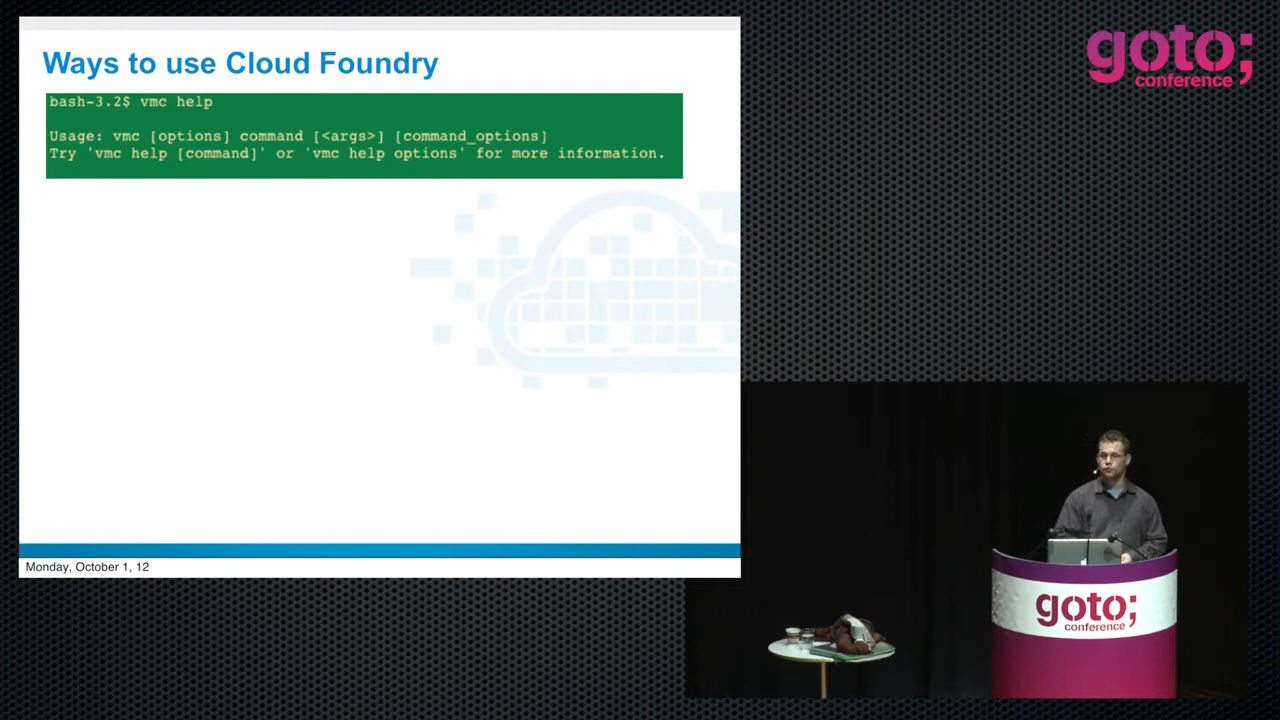 Ways to use Cloud Foundry
bash-3.2$ vmc help
Usage: vmc [options] command [<args>] [command_options]
Try 'vmc help [command]' or 'vmc help options' for more information.
Monday, October 1, 12
goto;
conference
goto;
conference